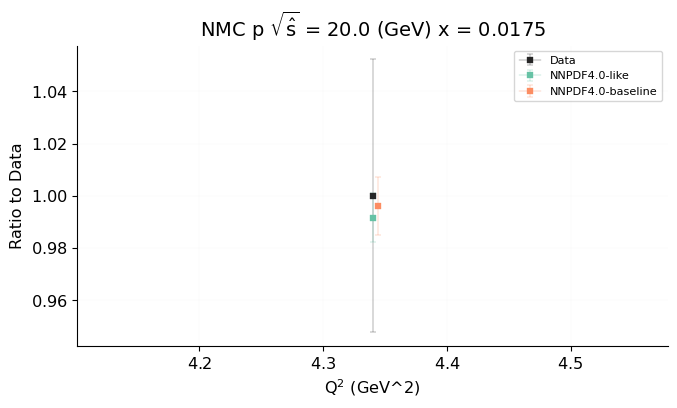 NMC p √ŝ = 20.0 (GeV) x = 0.0175
Data
NNPDF4.0-like
NNPDF4.0-baseline
Ratio to Data
1.04
1.02
1.00
0.98
0.96
4.2 4.3 4.4 4.5
Q² (GeV^2)